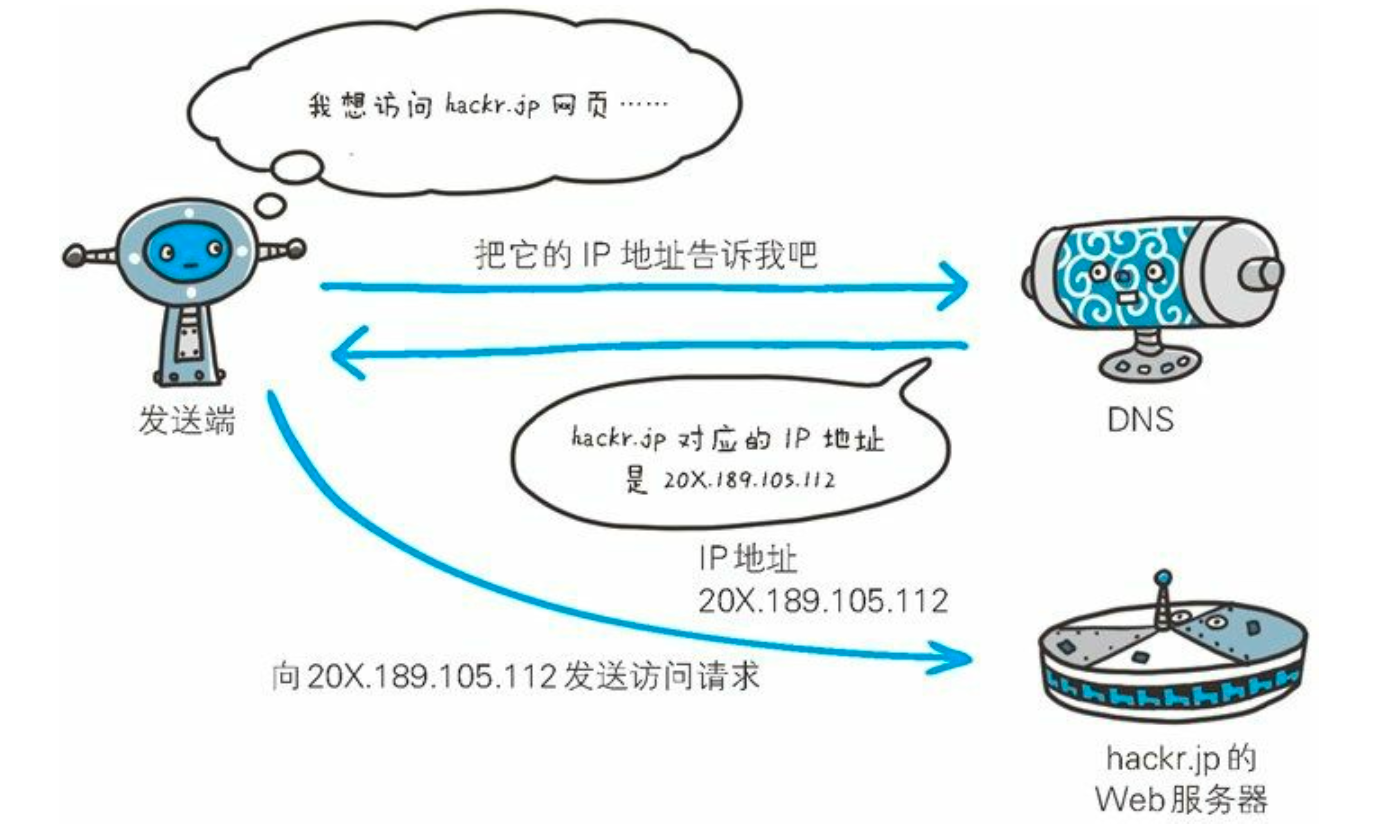 我想访问 hackr.jp 网页……
把它的 IP 地址告诉我吧
发送端
DNS
hackr.jp 对应的 IP 地址
是 20X.189.105.112
IP 地址
20X.189.105.112
向 20X.189.105.112 发送访问请求
hackr.jp 的
Web 服务器